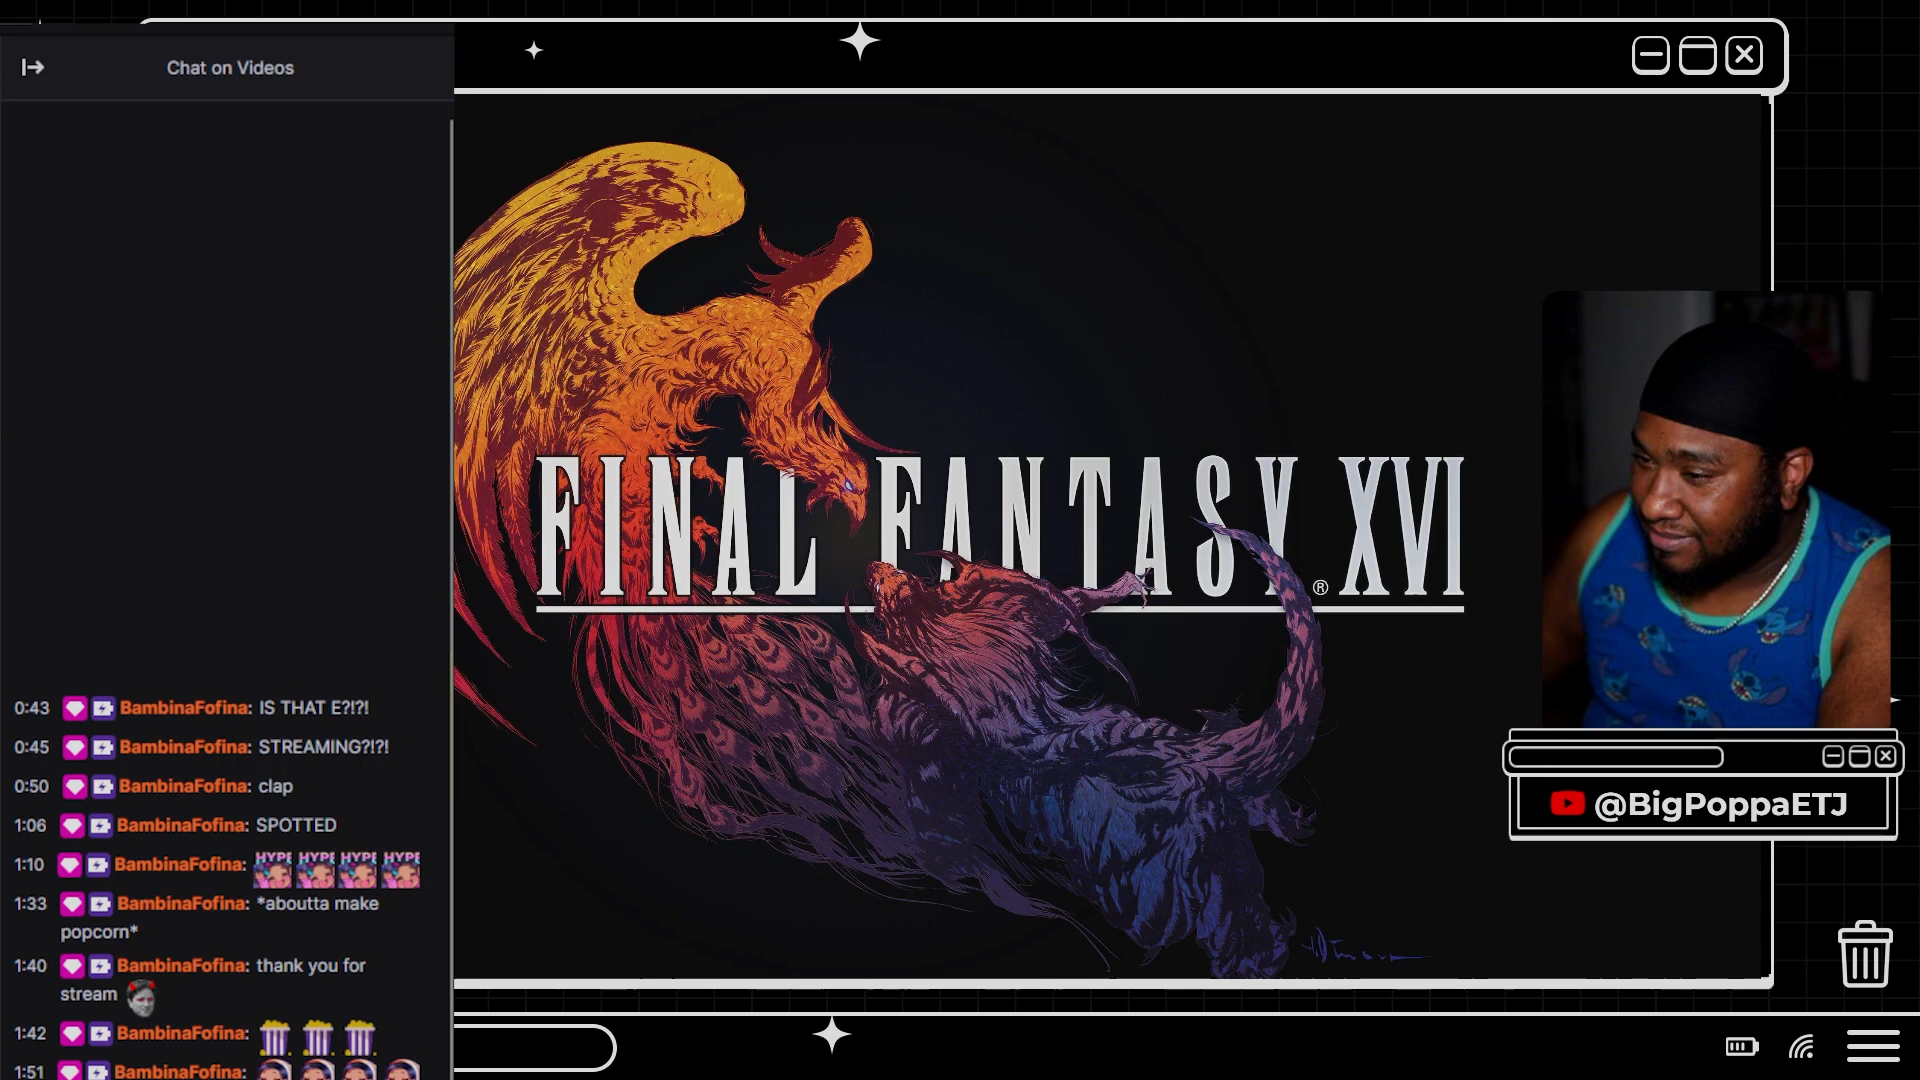 Chat on Videos
FINAL FANTASY XVI
®
0:43 BambinaFofina: IS THAT E?!?!
0:45 BambinaFofina: STREAMING?!?!
0:50 BambinaFofina: clap
1:06 BambinaFofina: SPOTTED
1:10 BambinaFofina: HYPE HYPE HYPE HYPE
1:33 BambinaFofina: *aboutta make
popcorn*
1:40 BambinaFofina: thank you for
stream
1:42 BambinaFofina:
1:51 BambinaFofina:
@BigPoppaETJ